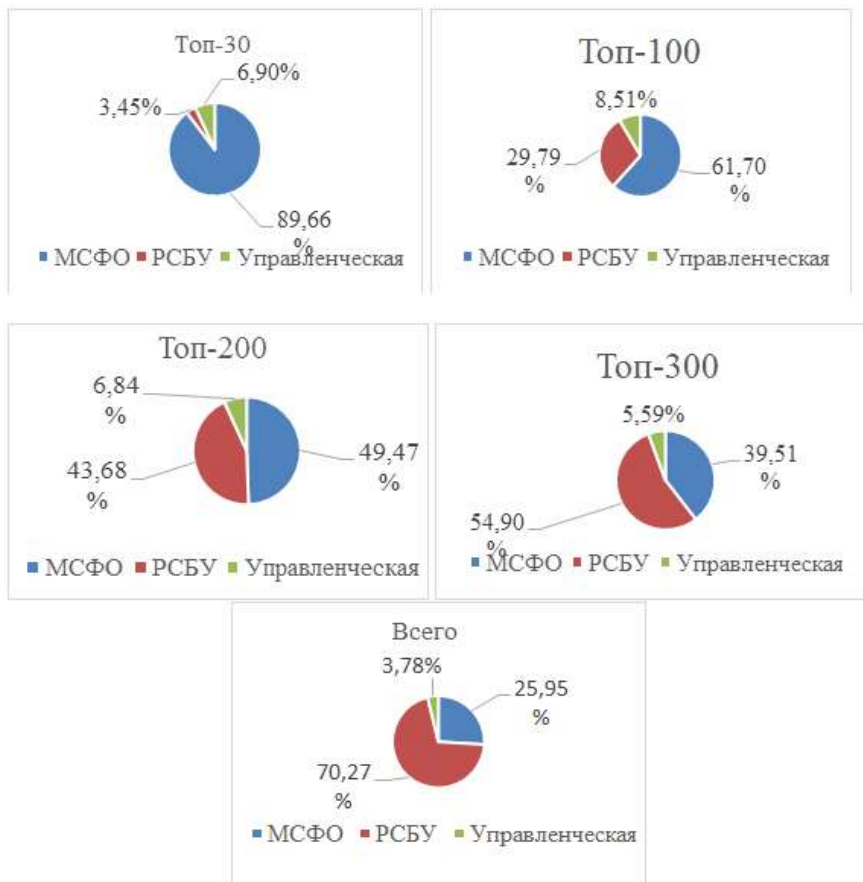 Топ-30
6,90%
3,45%
89,66
%
МСФО РСБУ Управленческая
Топ-100
8,51%
29,79
%
61,70
%
МСФО РСБУ Управленческая
Топ-200
6,84
%
49,47
%
43,68
%
МСФО РСБУ Управленческая
Топ-300
5,59%
39,51
%
54,90
%
МСФО РСБУ Управленческая
Всего
3,78%
25,95
%
70,27
%
МСФО РСБУ Управленческая